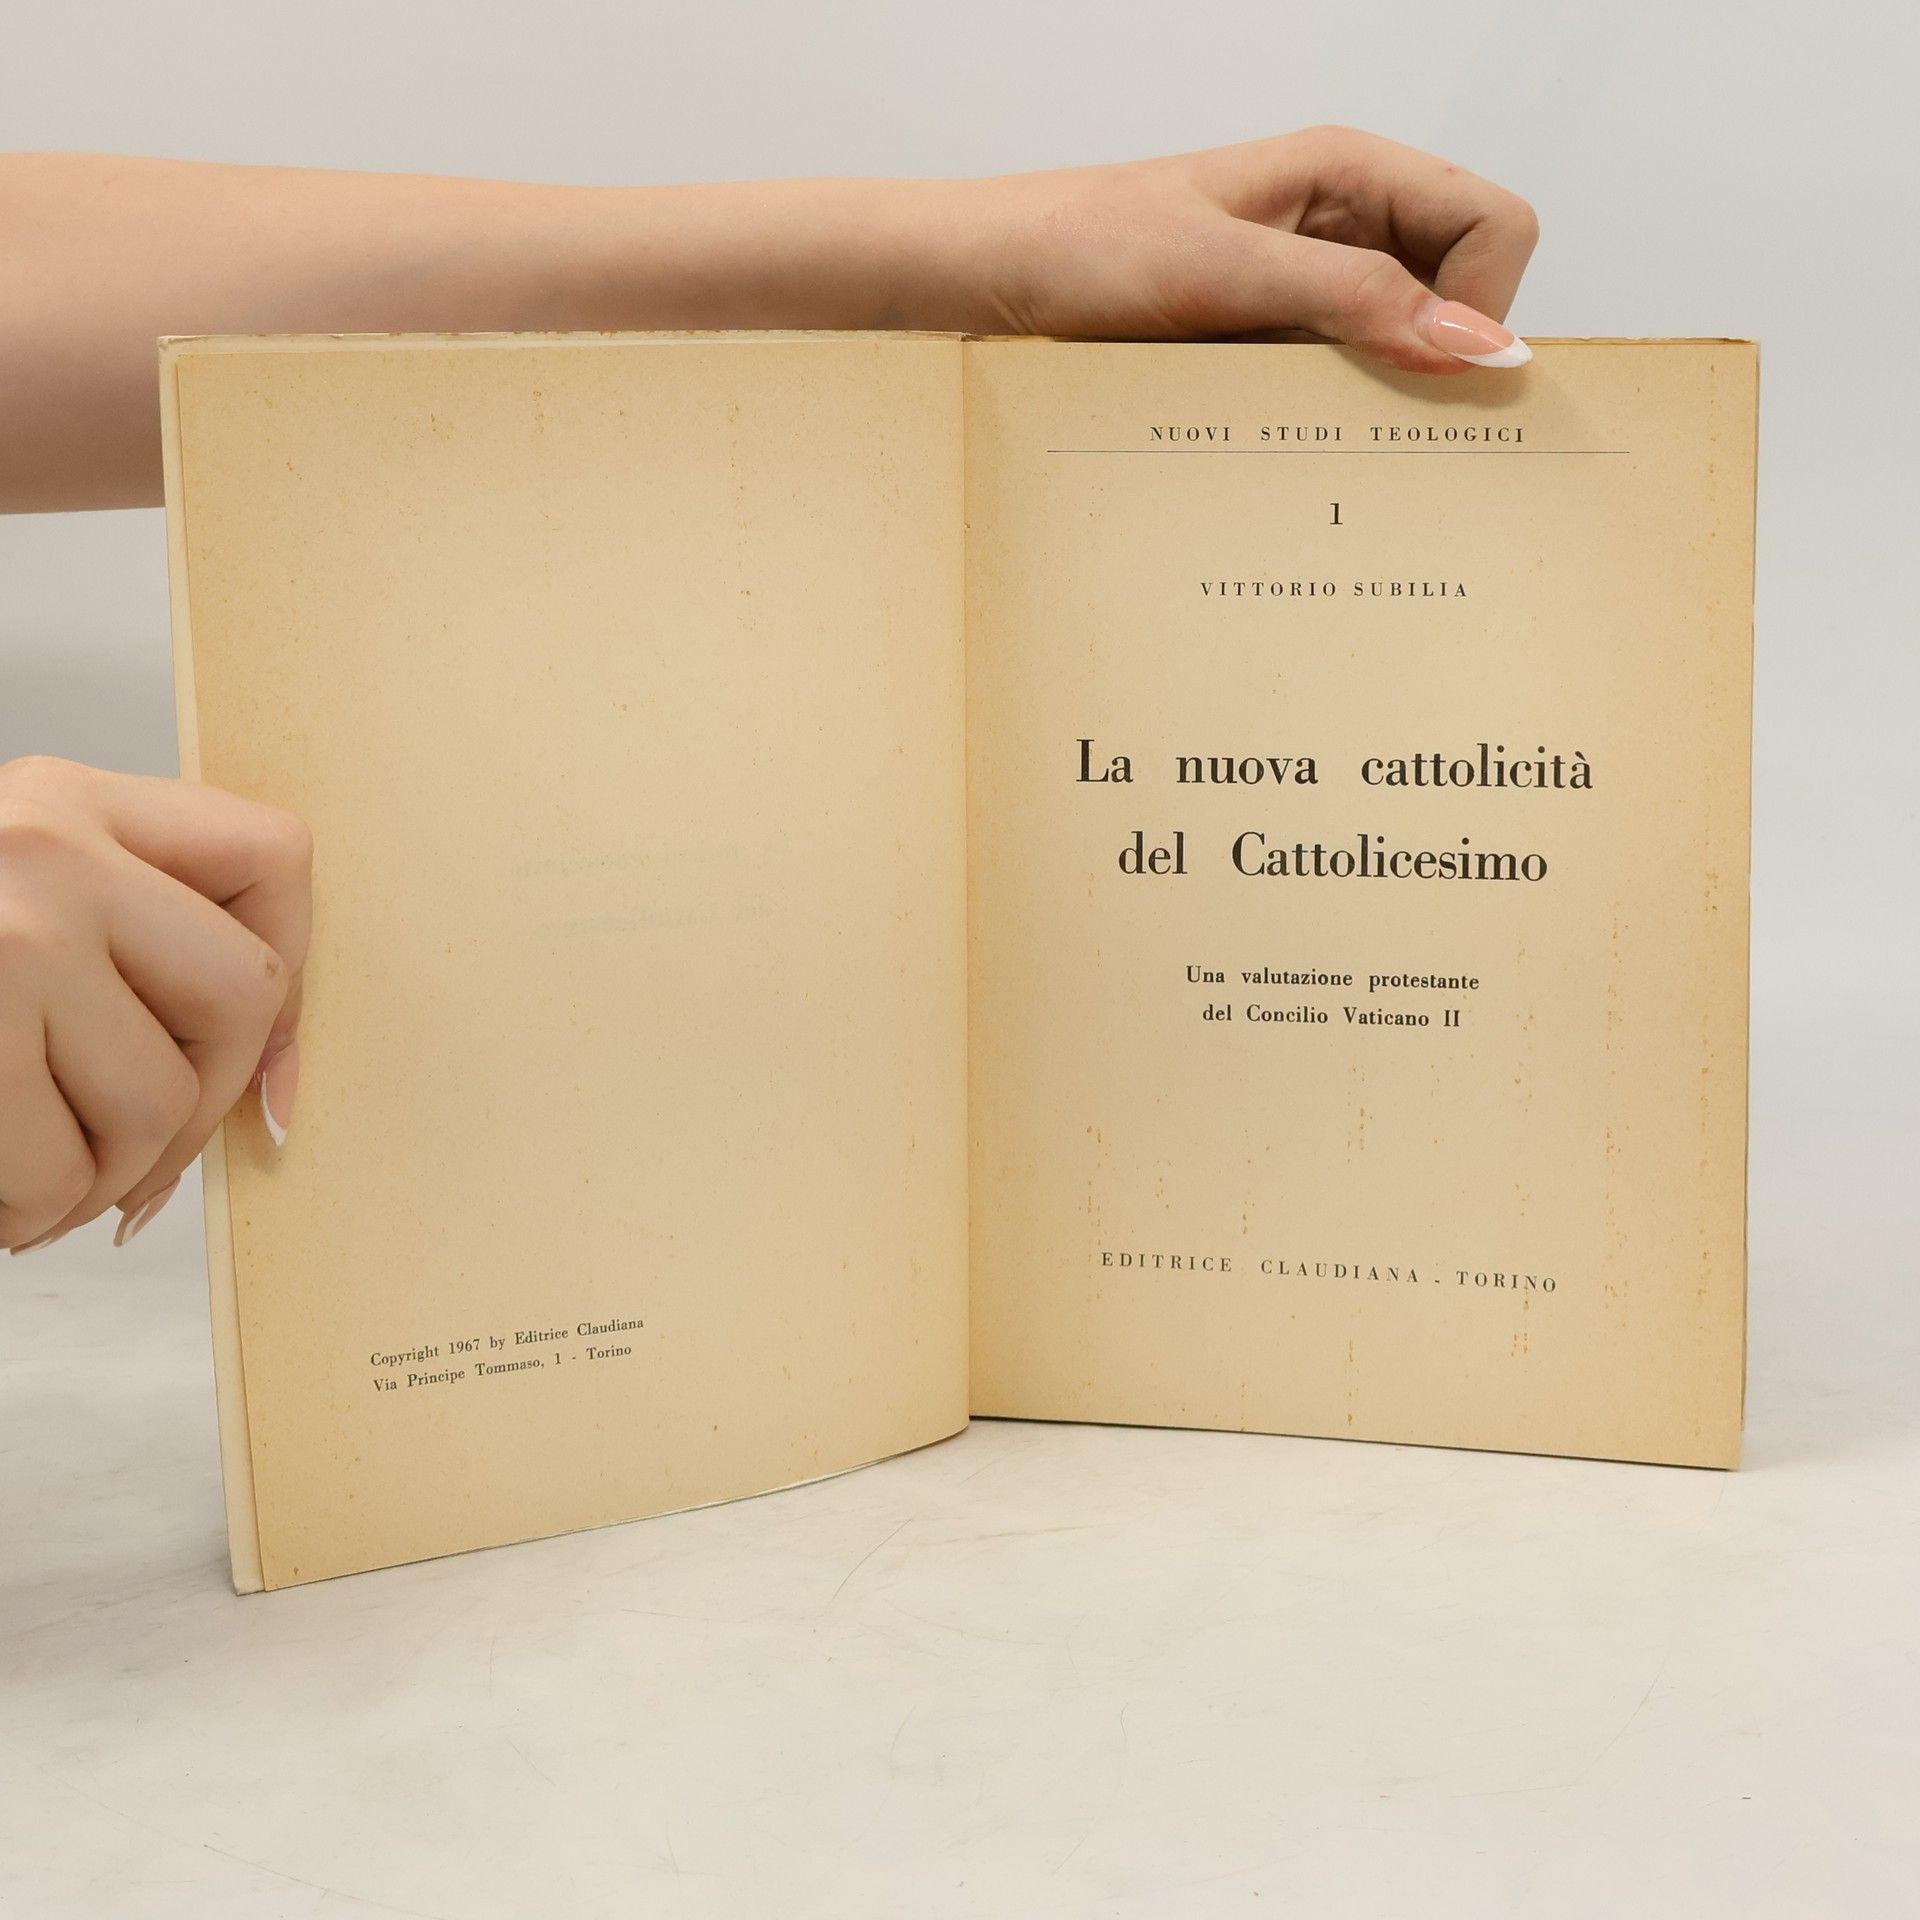 Copyright 1967 by Editrice Claudiana
Via Principe Tommaso, 1 - Torino
NUOVI STUDI TEOLOGICI
1
VITTORIO SUBILIA
La nuova cattolicità
del Cattolicesimo
Una valutazione protestante
del Concilio Vaticano II
EDITRICE CLAUDIANA - TORINO